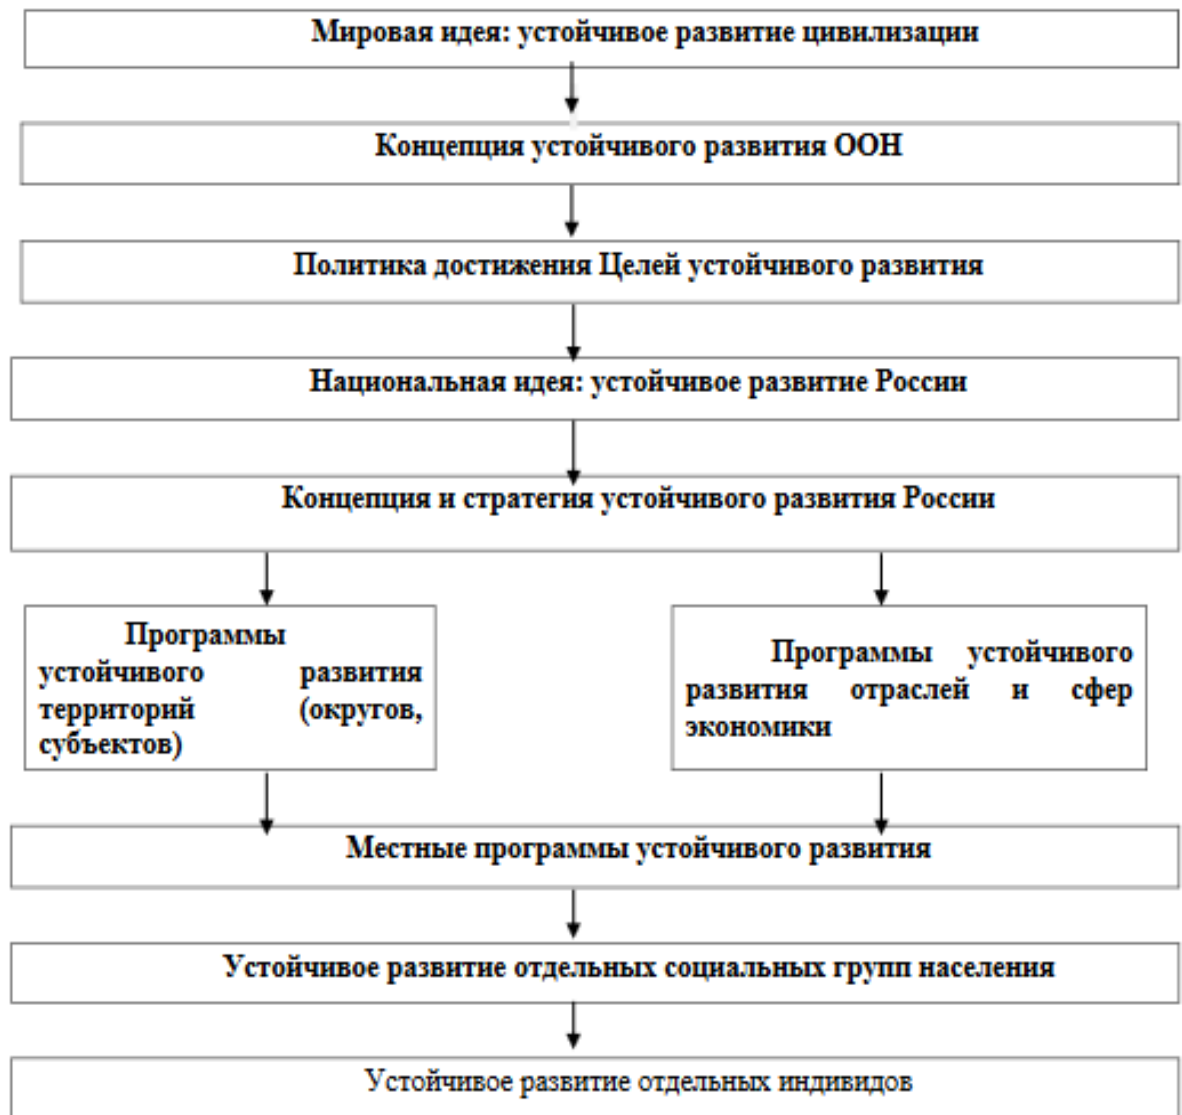 Мировая идея: устойчивое развитие цивилизации
Концепция устойчивого развития ООН
Политика достижения Целей устойчивого развития
Национальная идея: устойчивое развитие России
Концепция и стратегия устойчивого развития России
Программы
устойчивого развития
территорий (округов,
субъектов)
Программы устойчивого
развития отраслей и сфер
экономики
Местные программы устойчивого развития
Устойчивое развитие отдельных социальных групп населения
Устойчивое развитие отдельных индивидов